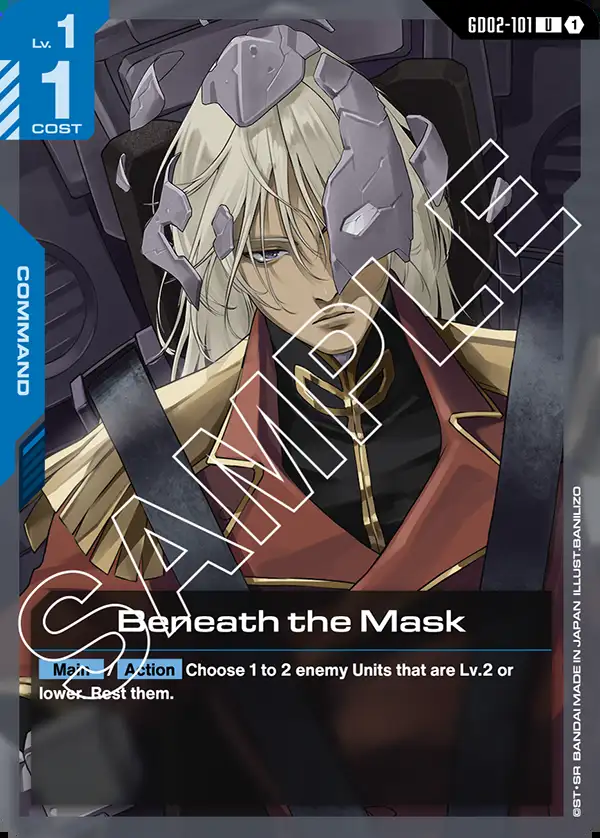 GD02-101 U 1
Lv. 1
1
COST
COMMAND
SAMPLE
Beneath the Mask
Main / Action Choose 1 to 2 enemy Units that are Lv.2 or
lower. Rest them.
©ST・SR BANDAI MADE IN JAPAN ILLUST.BANILIZO